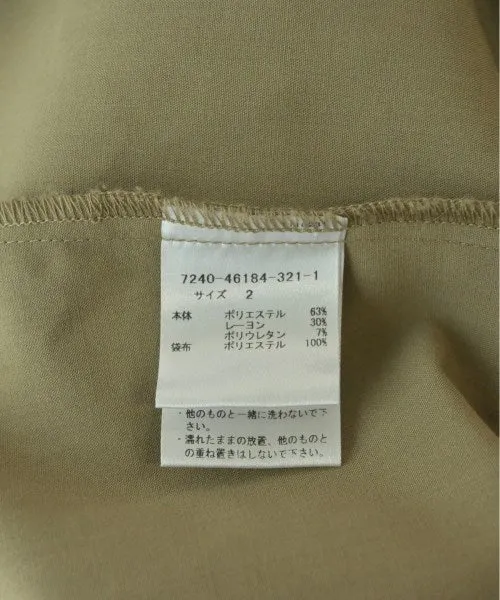 7240-46184-321-1
サイズ 2
本体 ポリエステル 63%
レーヨン 30%
ポリウレタン 7%
袋布 ポリエステル 100%
・他のものと一緒に洗わないで下
さい。
・濡れたままの放置、他のものと
の重ね置きはしないで下さい。